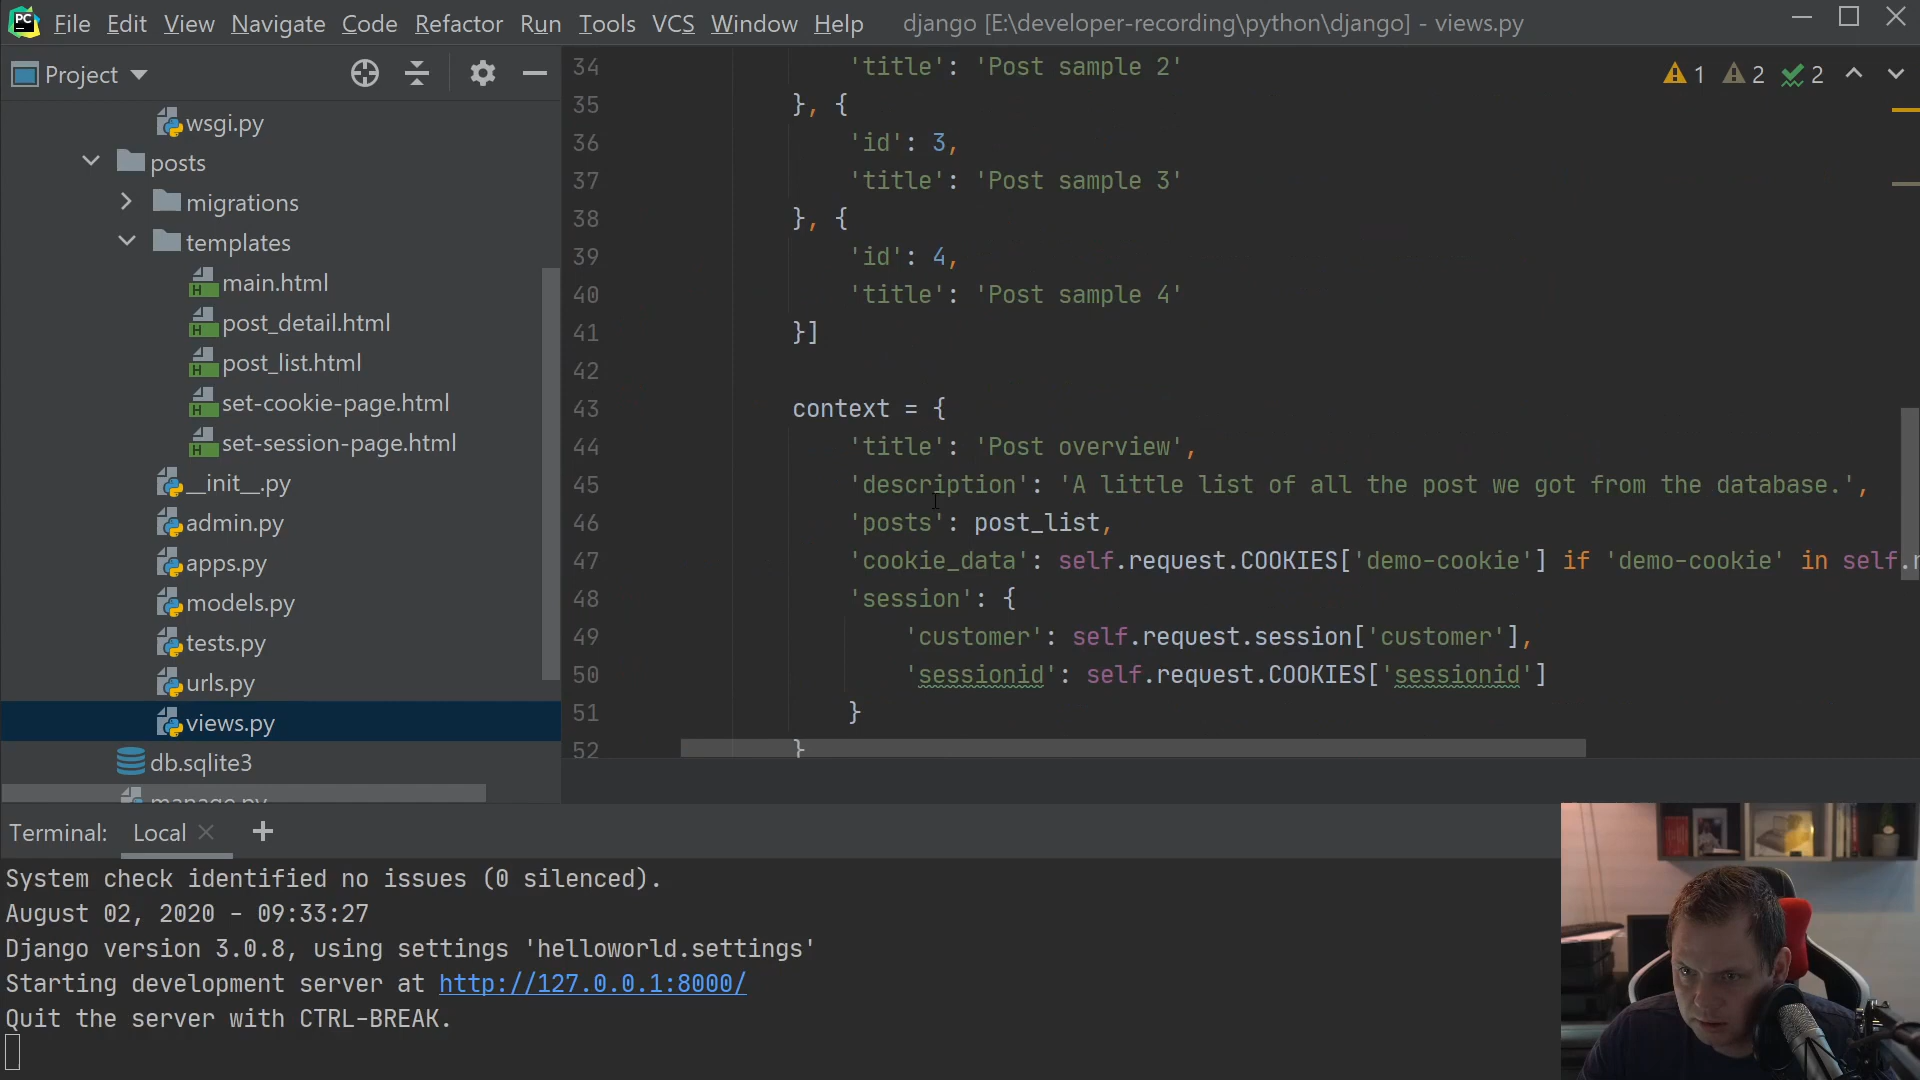 PC File Edit View Navigate Code Refactor Run Tools VCS Window Help django [E:\developer-recording\python\django] - views.py
Project
wsgi.py
posts
migrations
templates
main.html
post_detail.html
post_list.html
set-cookie-page.html
set-session-page.html
__init__.py
admin.py
apps.py
models.py
tests.py
urls.py
views.py
db.sqlite3
manage.py
1 2 2
34 'title': 'Post sample 2'
35 }, {
36 'id': 3,
37 'title': 'Post sample 3'
38 }, {
39 'id': 4,
40 'title': 'Post sample 4'
41 }]
42
43 context = {
44 'title': 'Post overview',
45 'description': 'A little list of all the post we got from the database.',
46 'posts': post_list,
47 'cookie_data': self.request.COOKIES['demo-cookie'] if 'demo-cookie' in self.
48 'session': {
49 'customer': self.request.session['customer'],
50 'sessionid': self.request.COOKIES['sessionid']
51 }
52 }
Terminal: Local
System check identified no issues (0 silenced).
August 02, 2020 - 09:33:27
Django version 3.0.8, using settings 'helloworld.settings'
Starting development server at http://127.0.0.1:8000/
Quit the server with CTRL-BREAK.